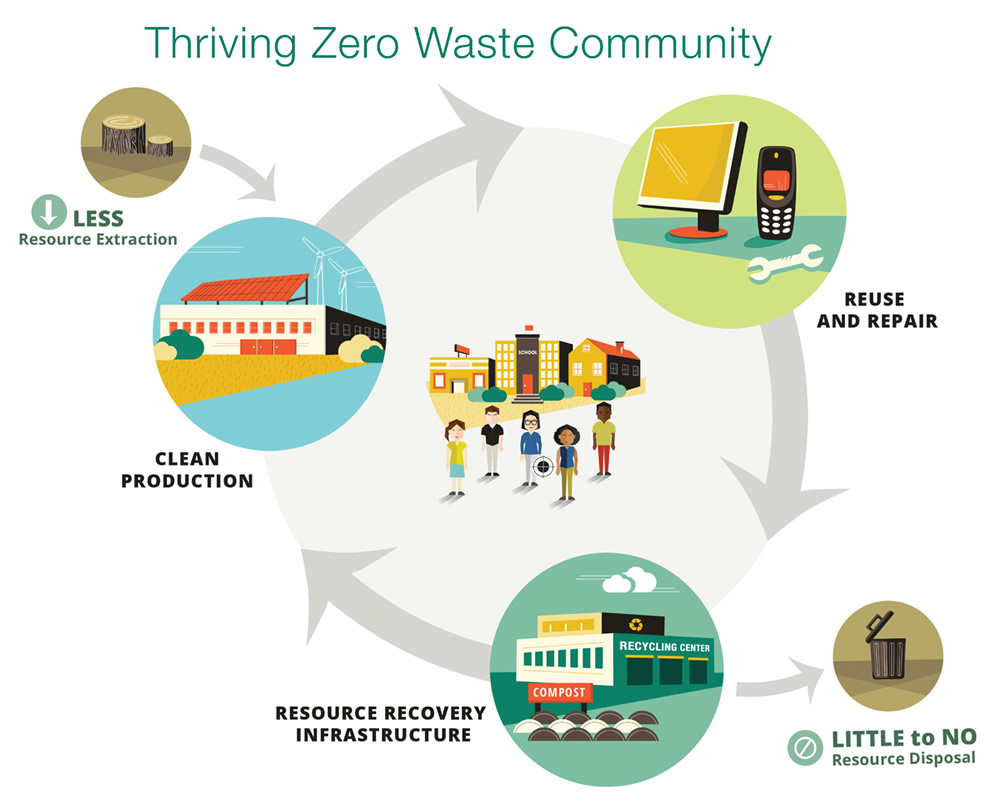 Thriving Zero Waste Community
LESS
Resource Extraction
REUSE
AND REPAIR
SCHOOL
CLEAN
PRODUCTION
RECYCLING CENTER
COMPOST
RESOURCE RECOVERY
INFRASTRUCTURE
LITTLE to NO
Resource Disposal